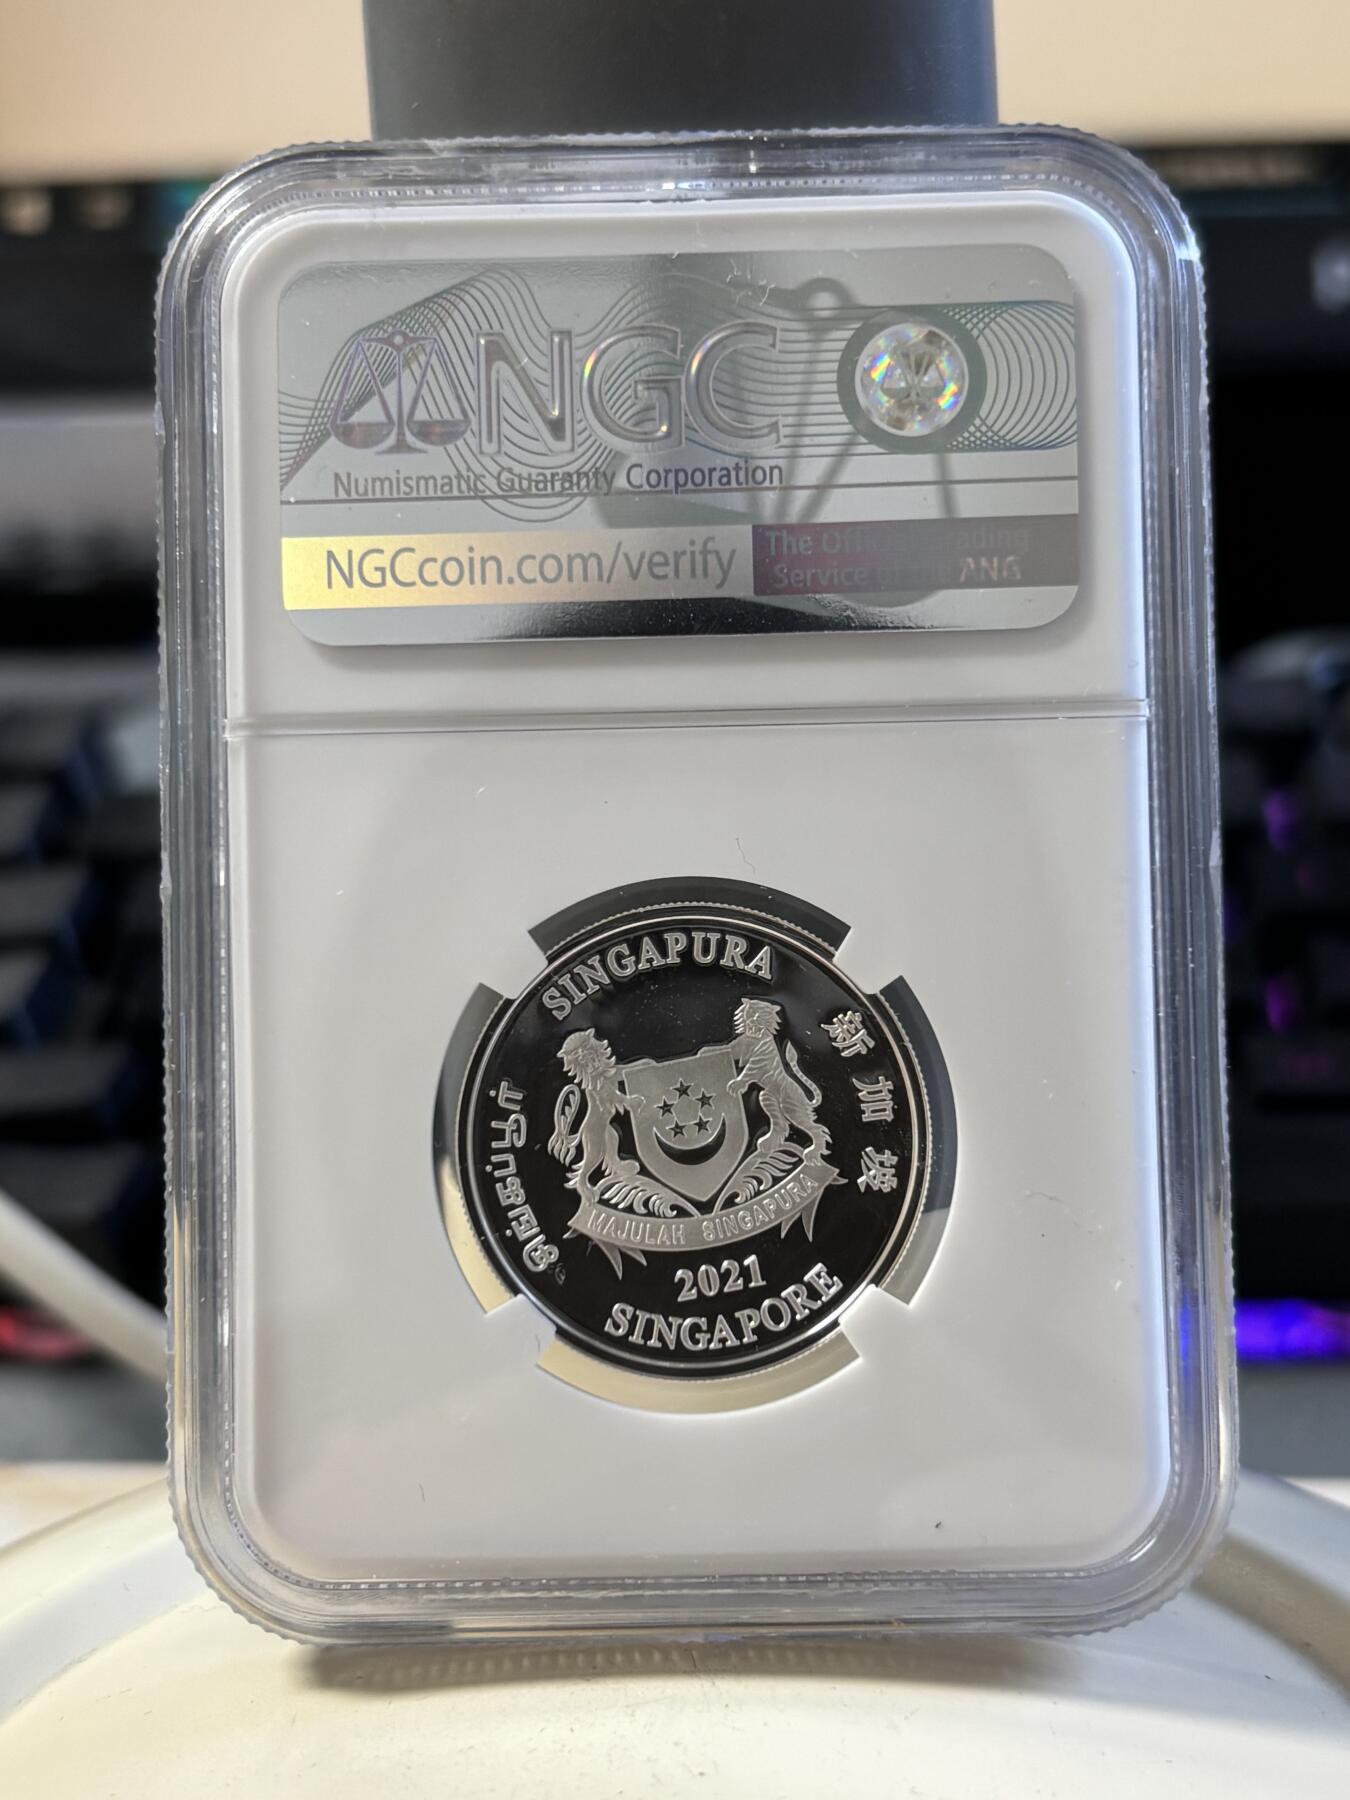 NGC
Numismatic Guaranty Corporation
NGCcoin.com/verify
The Official Grading
Service of the ANA
SINGAPURA
新加坡
சிங்கப்பூர்
MAJULAH SINGAPURA
2021
SINGAPORE